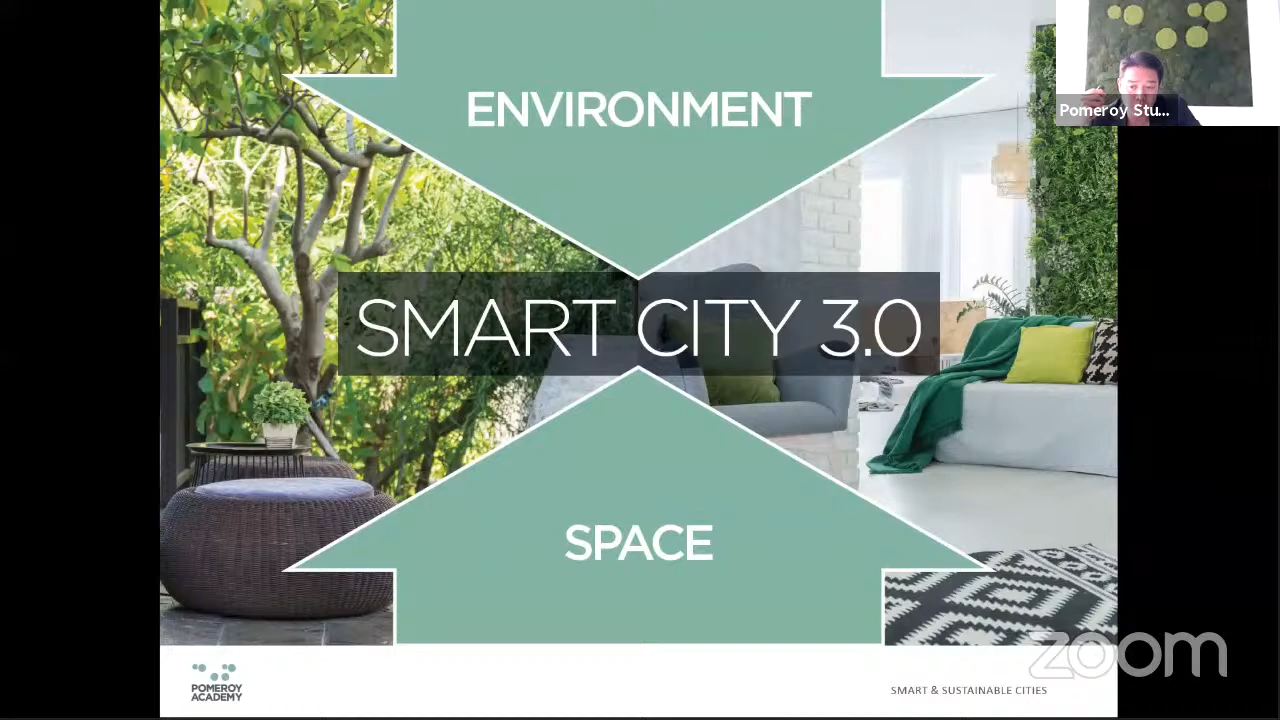 ENVIRONMENT
Pomeroy Stu...
SMART CITY 3.0
SPACE
zoom
POMEROY
ACADEMY
SMART & SUSTAINABLE CITIES